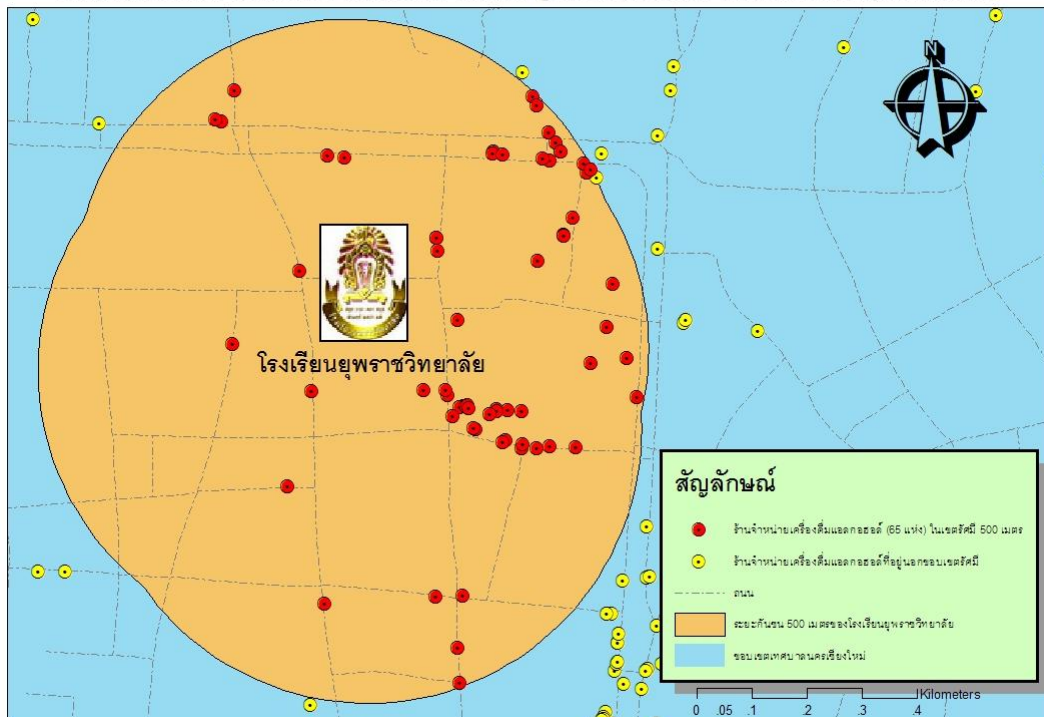 N
โรงเรียนยุพราชวิทยาลัย
สัญลักษณ์
ร้านจำหน่ายเครื่องดื่มแอลกอฮอล์ (65 แห่ง) ในเขตรัศมี 500 เมตร
ร้านจำหน่ายเครื่องดื่มแอลกอฮอล์ที่อยู่นอกขอบเขตรัศมี
ถนน
ระยะกันชน 500 เมตรของโรงเรียนยุพราชวิทยาลัย
ขอบเขตเทศบาลนครเชียงใหม่
Kilometers
0 .05 .1 .2 .3 .4